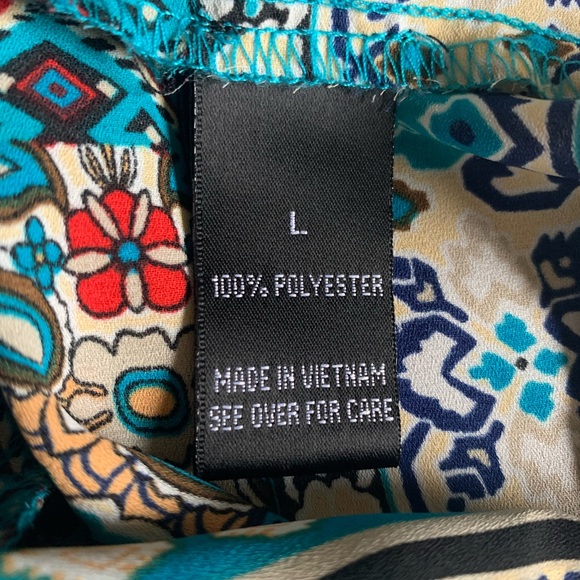 L
100% POLYESTER
MADE IN VIETNAM
SEE OVER FOR CARE